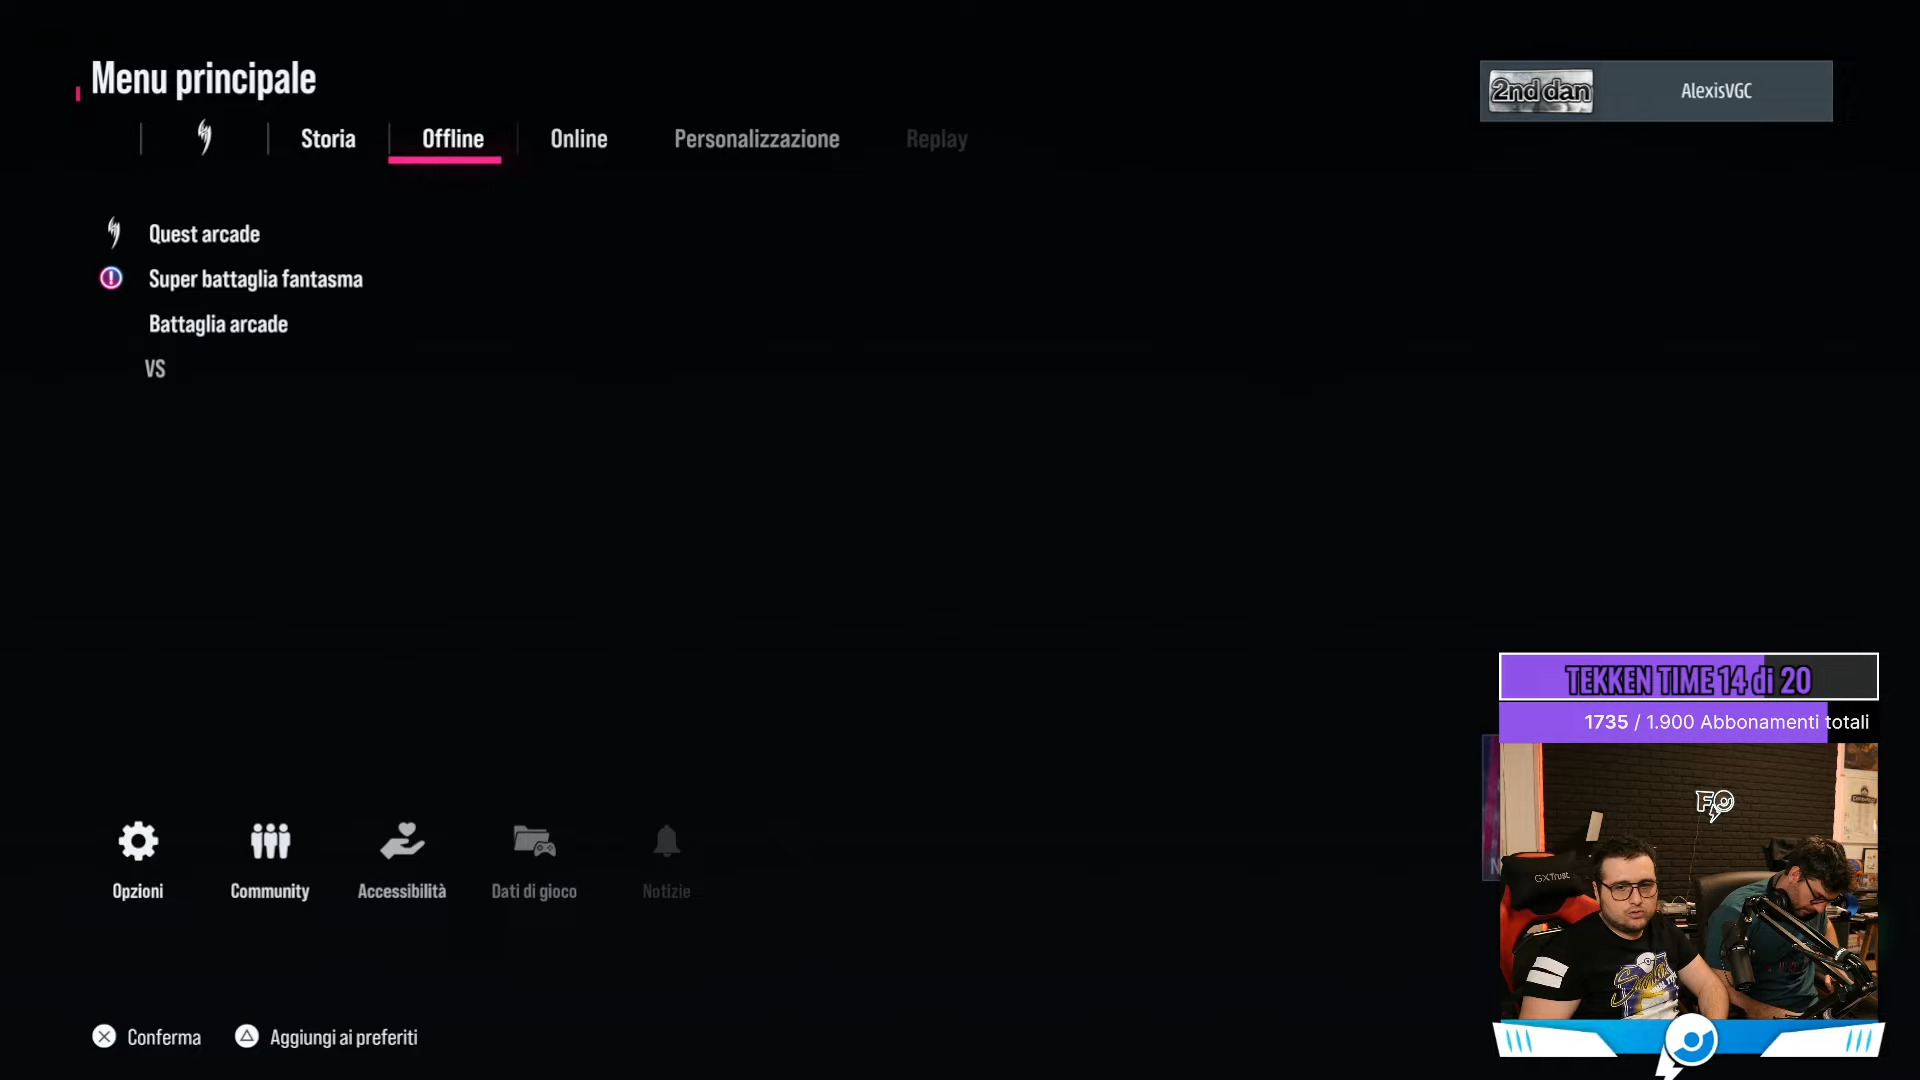 Menu principale
2nd dan
AlexisVGC
Storia
Offline
Online
Personalizzazione
Replay
Quest arcade
Super battaglia fantasma
Battaglia arcade
VS
TEKKEN TIME 14 di 20
1735 / 1.900 Abbonamenti totali
N
GXTrust
Opzioni
Community
Accessibilità
Dati di gioco
Notizie
Conferma
Aggiungi ai preferiti